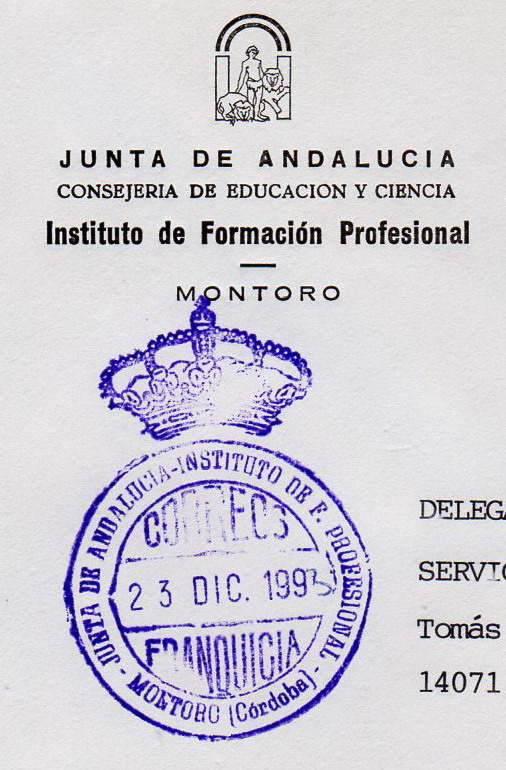 JUNTA DE ANDALUCIA
CONSEJERIA DE EDUCACION Y CIENCIA
Instituto de Formación Profesional
MONTORO
JUNTA DE ANDALUCIA-INSTITUTO DE F. PROFESIONAL
CORREOS
23 DIC. 1993
FRANQUICIA
- MONTORO (Córdoba) -
DELEGA
SERVIC
Tomás
14071